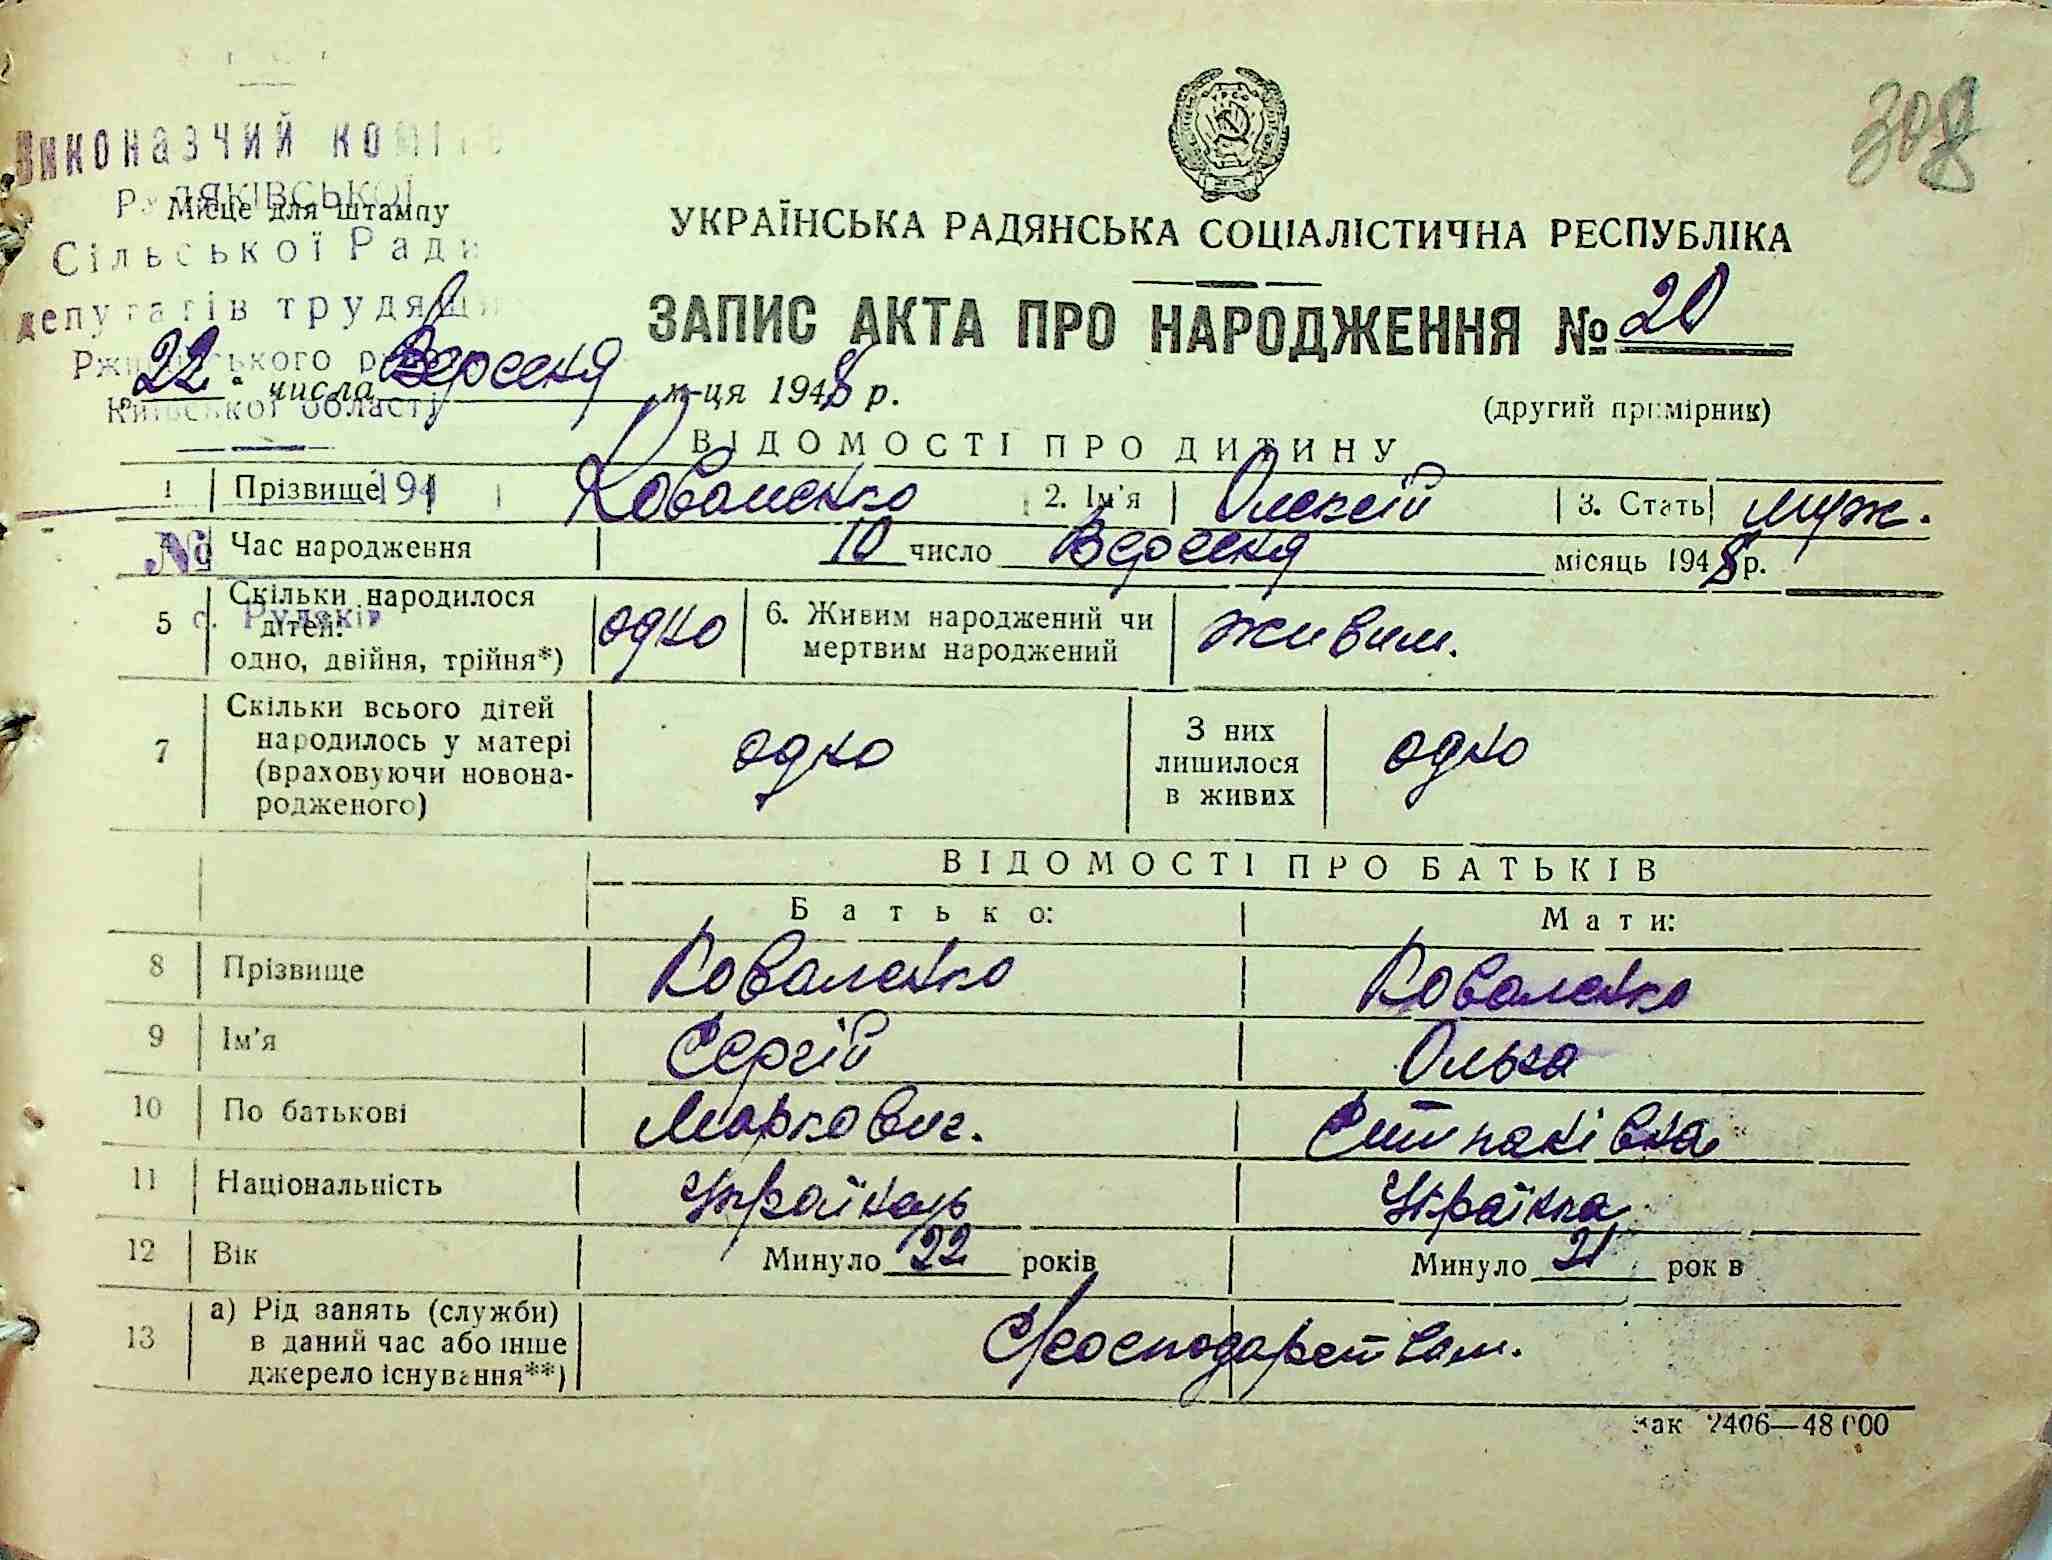 308
Виконавчий коміте
Рудяківської
Місце для штампу
Сільської Ради
депутатів трудящи
Ржищівського р
Київської області
УКРАЇНСЬКА РАДЯНСЬКА СОЦІАЛІСТИЧНА РЕСПУБЛІКА
ЗАПИС АКТА ПРО НАРОДЖЕННЯ № 20
„22“ числа Вересня м-ця 1948 р.
(другий примірник)
ВІДОМОСТІ ПРО ДИТИНУ
1 Прізвище Коваленко 2. Ім'я Олексій 3. Стать муж.
194
№ Час народження 10 число Вересня місяць 1948 р.
5 Скільки народилося дітей: одно, двійня, трійня*) одно 6. Живим народжений чи мертвим народжений живим.
с. Рудяків
7 Скільки всього дітей народилось у матері (враховуючи новонародженого) одно З них лишилося в живих одно
ВІДОМОСТІ ПРО БАТЬКІВ
Батько: Мати:
8 Прізвище Коваленко Коваленко
9 Ім'я Сергій Ольга
10 По батькові Маркович.
11 Національність Українець Українка
12 Вік Минуло 22 років Минуло 21 рок в
13 а) Рід занять (служби) в даний час або інше джерело існування**)
Зак 2406—48 000